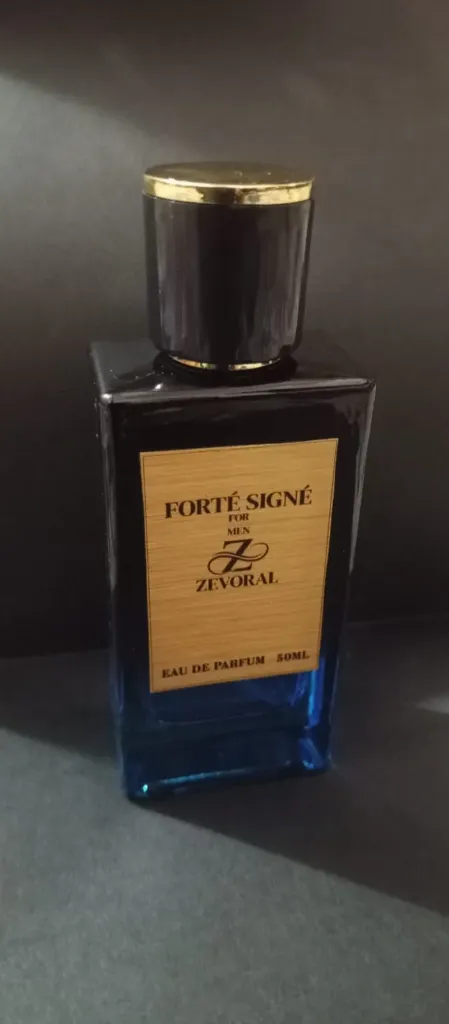 FORTÉ SIGNÉ
FOR
MEN
Z
ZEVORAL
EAU DE PARFUM 50ML